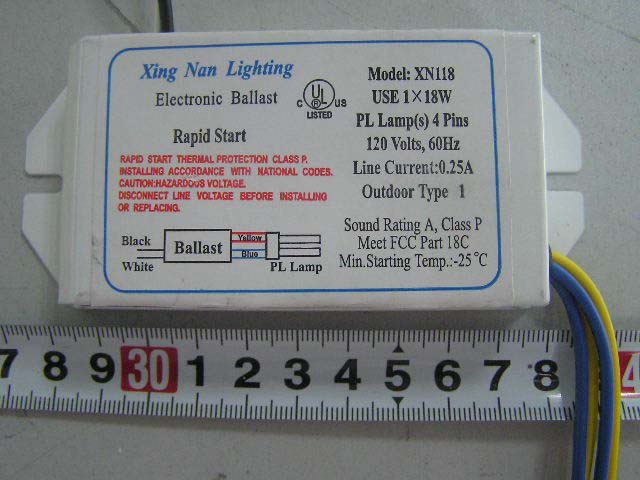 Xing Nan Lighting
Electronic Ballast
C UL US
®
LISTED
Rapid Start
RAPID START THERMAL PROTECTION CLASS P.
INSTALLING ACCORDANCE WITH NATIONAL CODES.
CAUTION:HAZARDOUS VOLTAGE.
DISCONNECT LINE VOLTAGE BEFORE INSTALLING
OR REPLACING.
Black
White
Ballast
Yellow
Blue
PL Lamp
Model: XN118
USE 1×18W
PL Lamp(s) 4 Pins
120 Volts, 60Hz
Line Current:0.25A
Outdoor Type 1
Sound Rating A, Class P
Meet FCC Part 18C
Min.Starting Temp.:-25℃
7 8 9 30 1 2 3 4 5 6 7 8 4